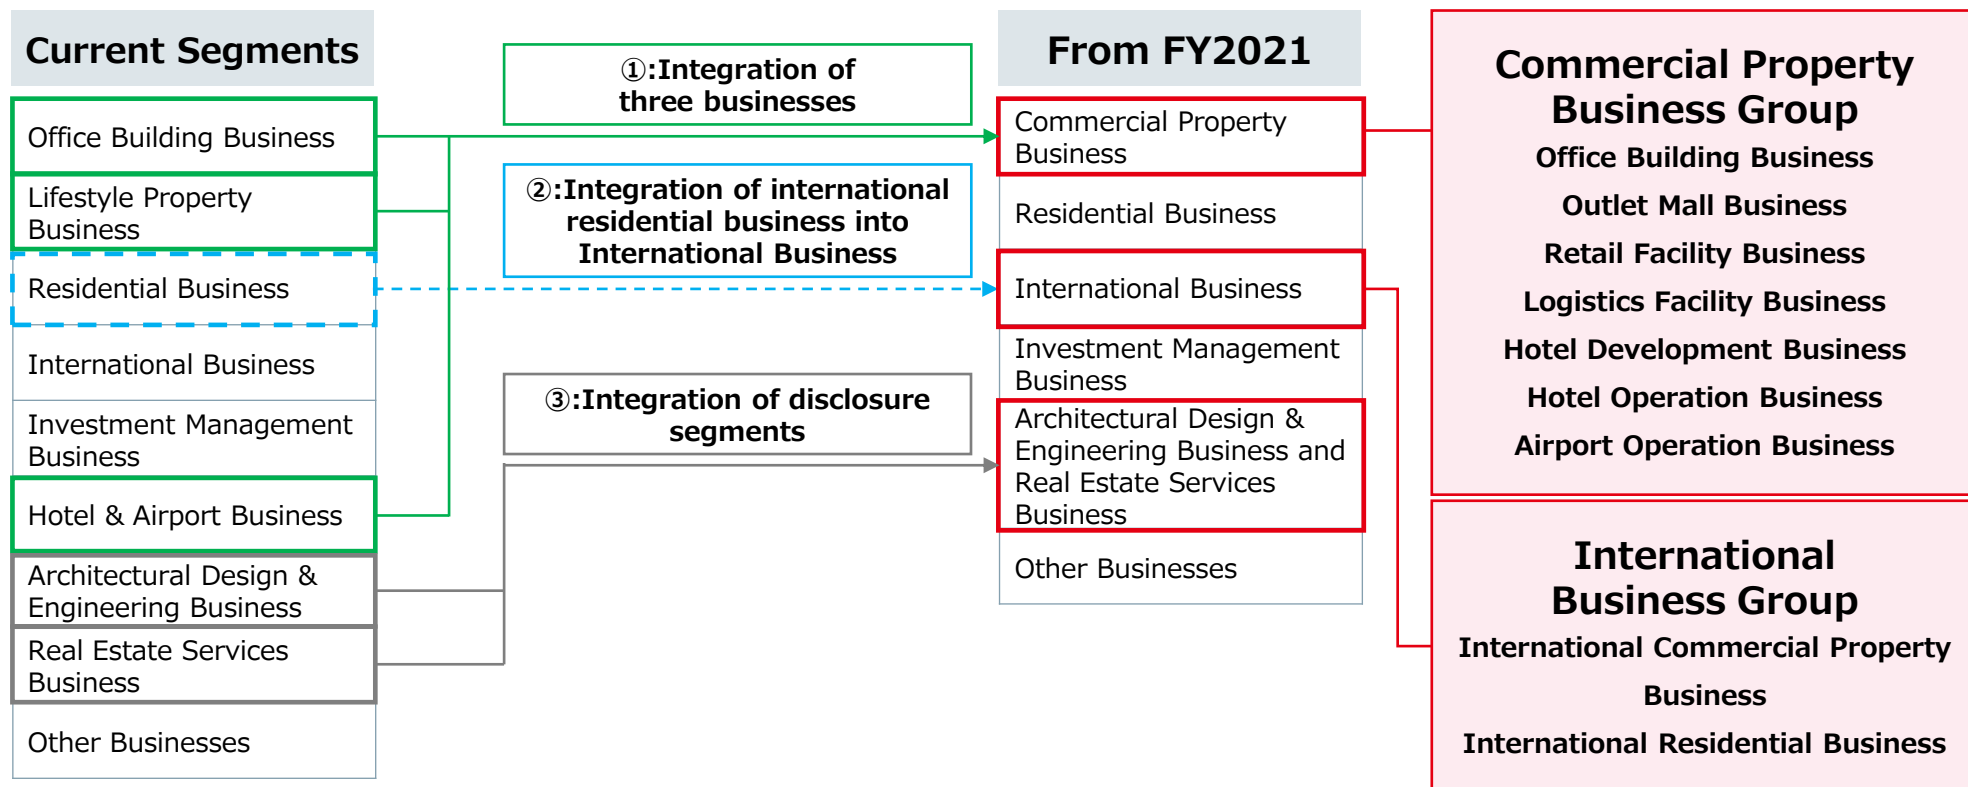 Current Segments
Office Building Business
Lifestyle Property
Business
Residential Business
International Business
Investment Management
Business
Hotel & Airport Business
Architectural Design &
Engineering Business
Real Estate Services
Business
Other Businesses
①:Integration of
three businesses
②:Integration of international
residential business into
International Business
③:Integration of disclosure
segments
From FY2021
Commercial Property
Business
Residential Business
International Business
Investment Management
Business
Architectural Design &
Engineering Business and
Real Estate Services
Business
Other Businesses
Commercial Property
Business Group
Office Building Business
Outlet Mall Business
Retail Facility Business
Logistics Facility Business
Hotel Development Business
Hotel Operation Business
Airport Operation Business
International
Business Group
International Commercial Property
Business
International Residential Business